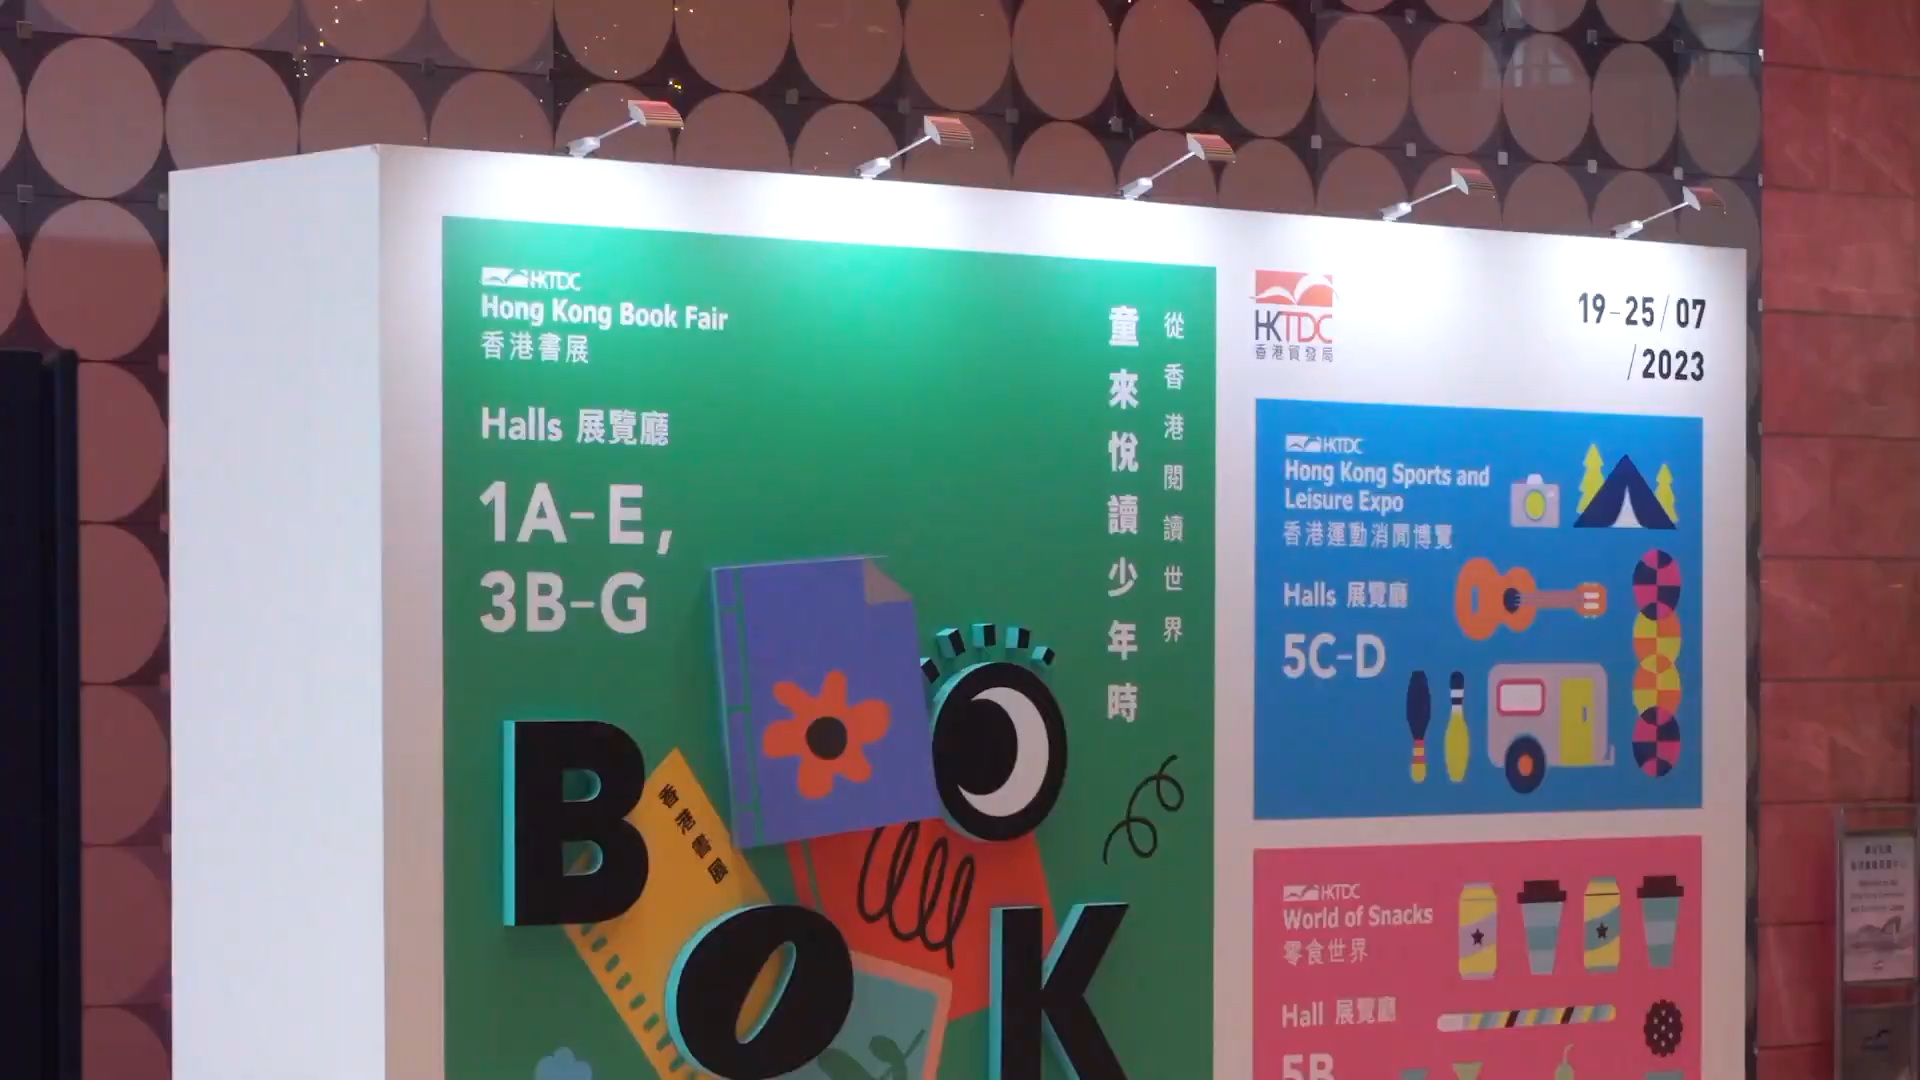 HKTDC
Hong Kong Book Fair
香港書展
Halls 展覽廳
1A-E,
3B-G
從香港閱讀世界
童來悅讀少年時
香港書展
BOOK
HKTDC
香港貿發局
19-25/07
/2023
HKTDC
Hong Kong Sports and
Leisure Expo
香港運動消閒博覽
Halls 展覽廳
5C-D
HKTDC
World of Snacks
零食世界
Hall 展覽廳
5B